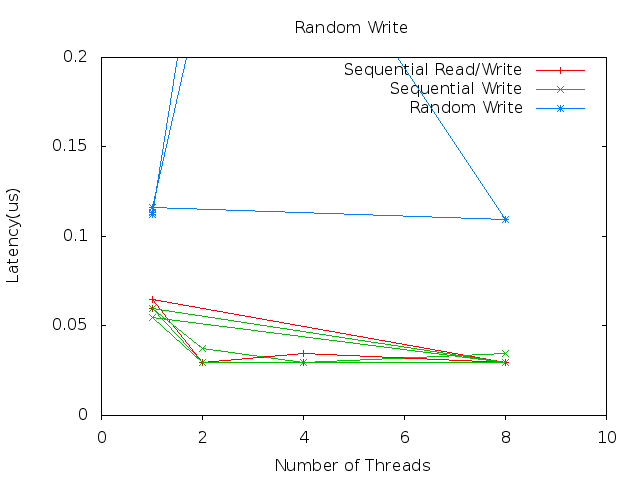 Random Write
0.2
Sequential Read/Write
Sequential Write
Random Write
0.15
0.1
0.05
0
Latency(us)
0 2 4 6 8 10
Number of Threads